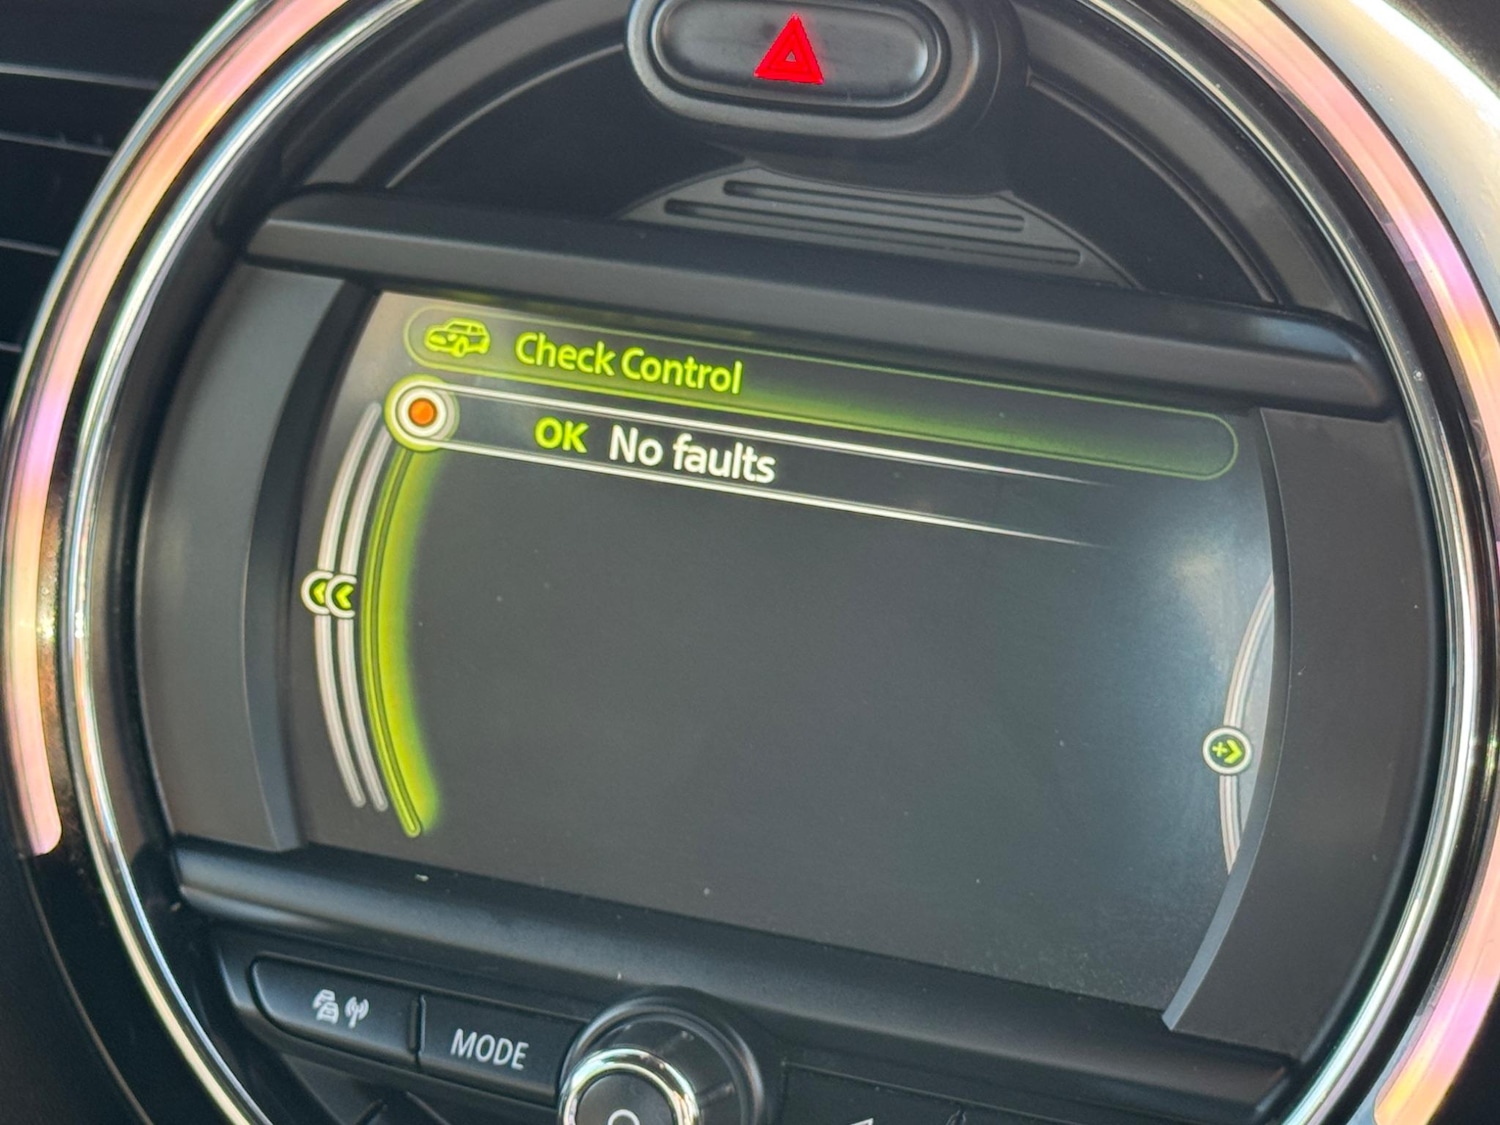 Check Control
OK No faults
MODE